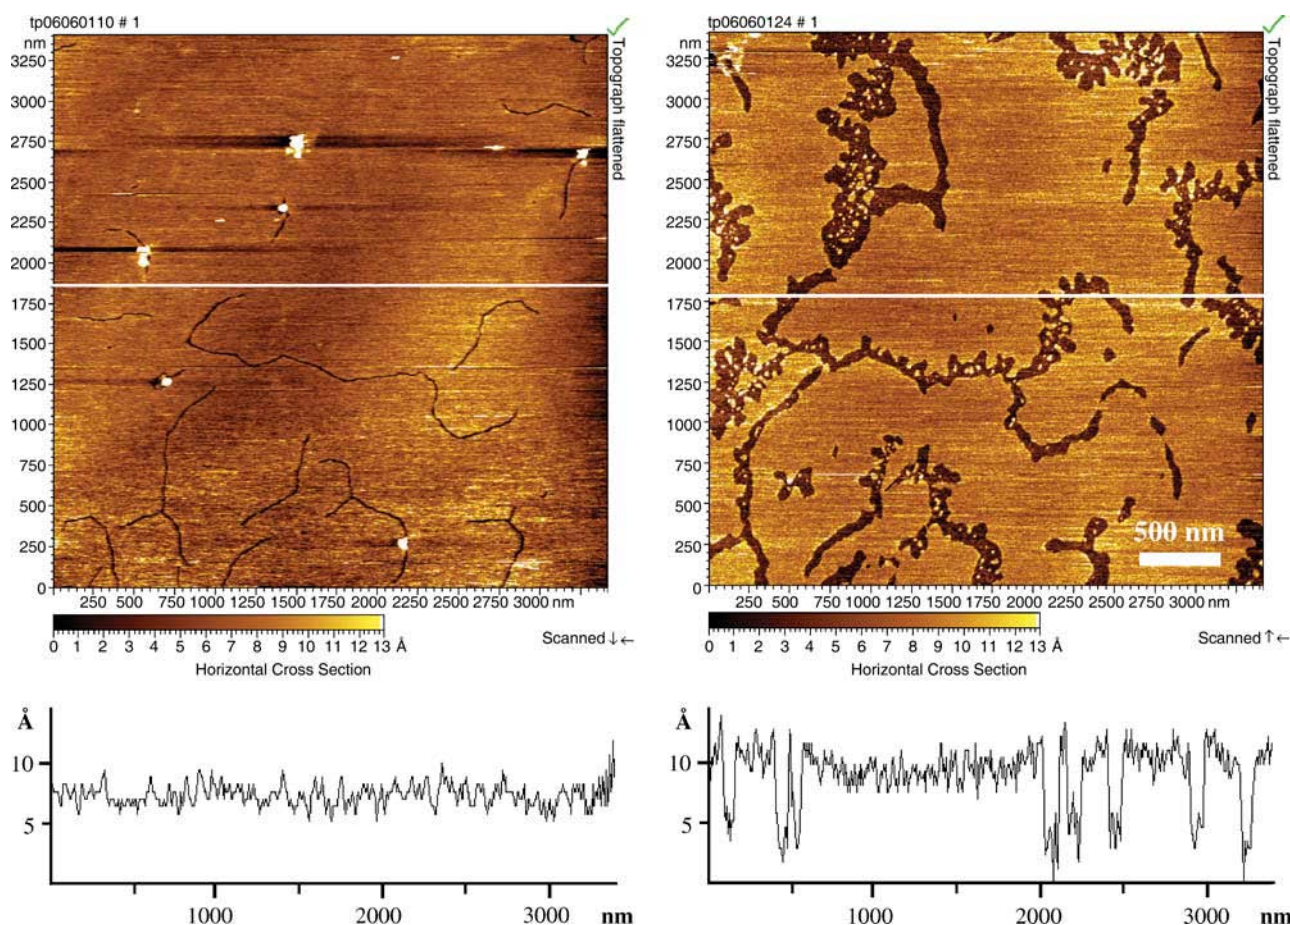 tp06060110 # 1
nm
3250
3000
2750
2500
2250
2000
1750
1500
1250
1000
750
500
250
0
250 500 750 1000 1250 1500 1750 2000 2250 2500 2750 3000 nm
Topograph flattened
0 1 2 3 4 5 6 7 8 9 10 11 12 13 Å
Scanned ↓←
Horizontal Cross Section
Å
10
5
1000 2000 3000 nm
tp06060124 # 1
nm
3250
3000
2750
2500
2250
2000
1750
1500
1250
1000
750
500
250
0
500 nm
250 500 750 1000 1250 1500 1750 2000 2250 2500 2750 3000 nm
Topograph flattened
0 1 2 3 4 5 6 7 8 9 10 11 12 13 Å
Scanned ↑←
Horizontal Cross Section
Å
10
5
1000 2000 3000 nm